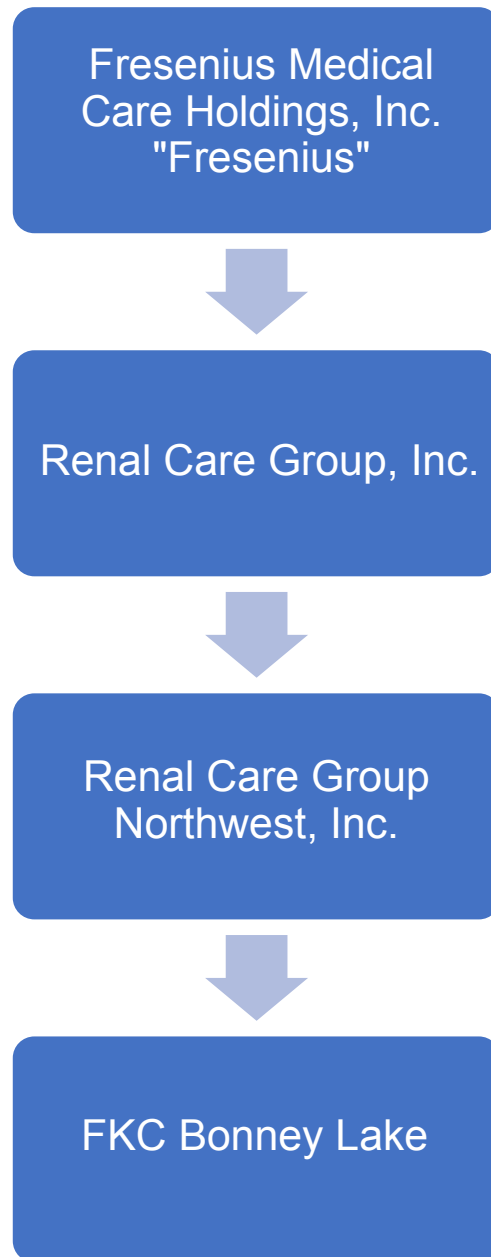 Fresenius Medical
Care Holdings, Inc.
"Fresenius"
Renal Care Group, Inc.
Renal Care Group
Northwest, Inc.
FKC Bonney Lake